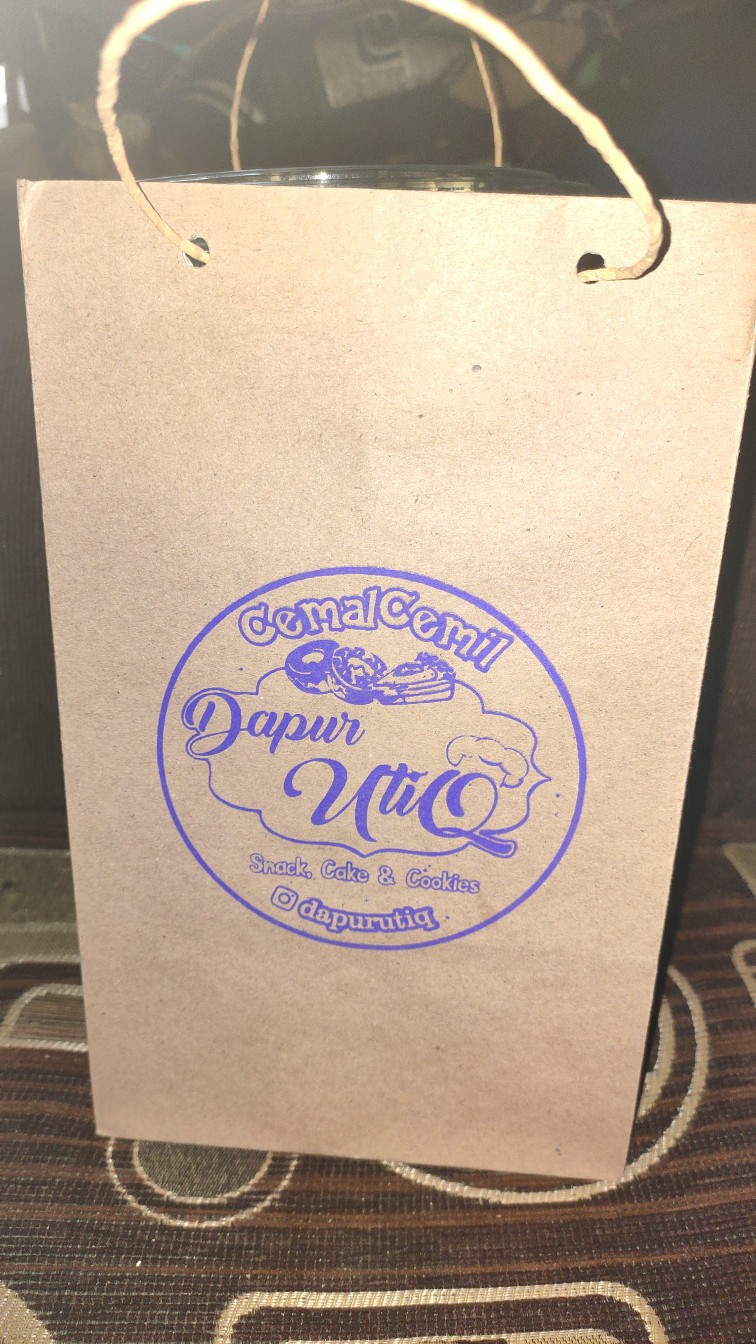 CemalCemil
Dapur
UtiQ
Snack, Cake & Cookies
dapurutiq